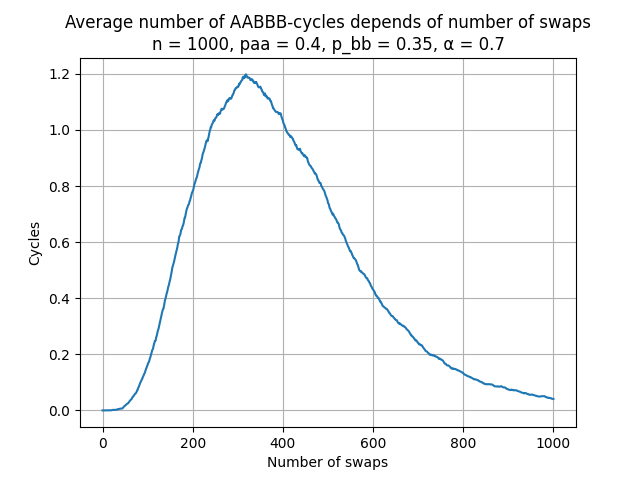 Average number of AABBB-cycles depends of number of swaps
n = 1000, paa = 0.4, p_bb = 0.35, α = 0.7
1.2
1.0
0.8
0.6
0.4
0.2
0.0
Cycles
0 200 400 600 800 1000
Number of swaps